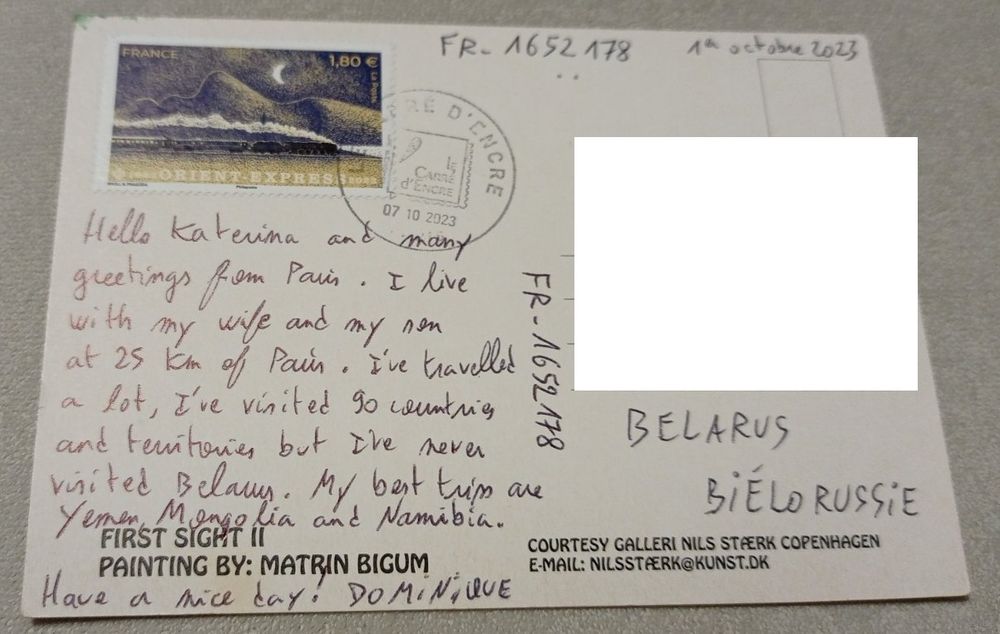 FRANCE
1,80 €
LA POSTE
ORIENT-EXPRESS
CARRÉ D'ENCRE
LE
CARRÉ
d'ENCRE
07 10 2023
FR-1652178
1er octobre 2023
Hello Katerina and many
greetings from Paris. I live
with my wife and my son
at 25 km of Paris. I've travelled
a lot, I've visited 90 countries
and territories but I've never
visited Belarus. My best trips are
Yemen, Mongolia and Namibia.
FIRST SIGHT II
PAINTING BY: MATRIN BIGUM
Have a nice day! DOMiNiQUE
FR-1652178
BELARUS
BiÉLORUSSiE
COURTESY GALLERI NILS STÆRK COPENHAGEN
E-MAIL: NILSSTÆRK@KUNST.DK